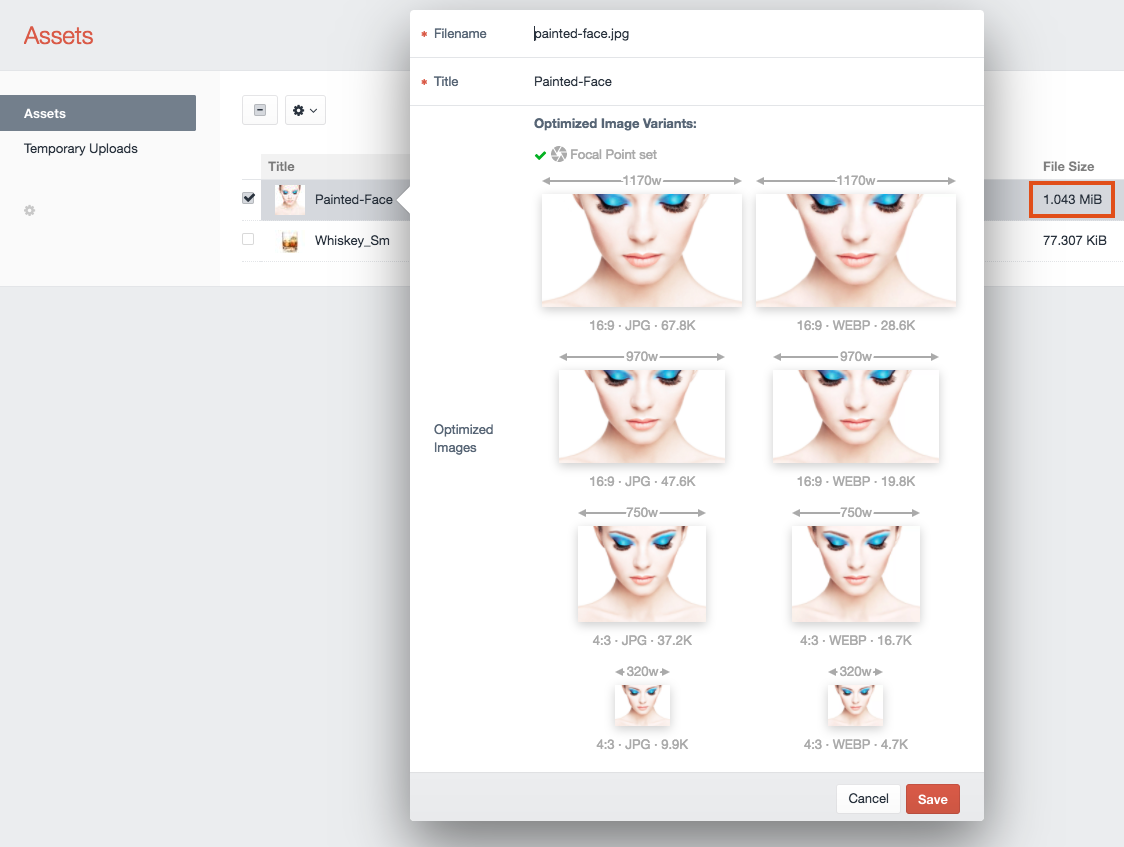 Assets
Assets
Temporary Uploads
Title
File Size
Painted-Face
1.043 MiB
Whiskey_Sm
77.307 KiB
* Filename painted-face.jpg
* Title Painted-Face
Optimized Images
Optimized Image Variants:
Focal Point set
1170w 1170w
16:9 · JPG · 67.8K 16:9 · WEBP · 28.6K
970w 970w
16:9 · JPG · 47.6K 16:9 · WEBP · 19.8K
750w 750w
4:3 · JPG · 37.2K 4:3 · WEBP · 16.7K
320w 320w
4:3 · JPG · 9.9K 4:3 · WEBP · 4.7K
Cancel Save